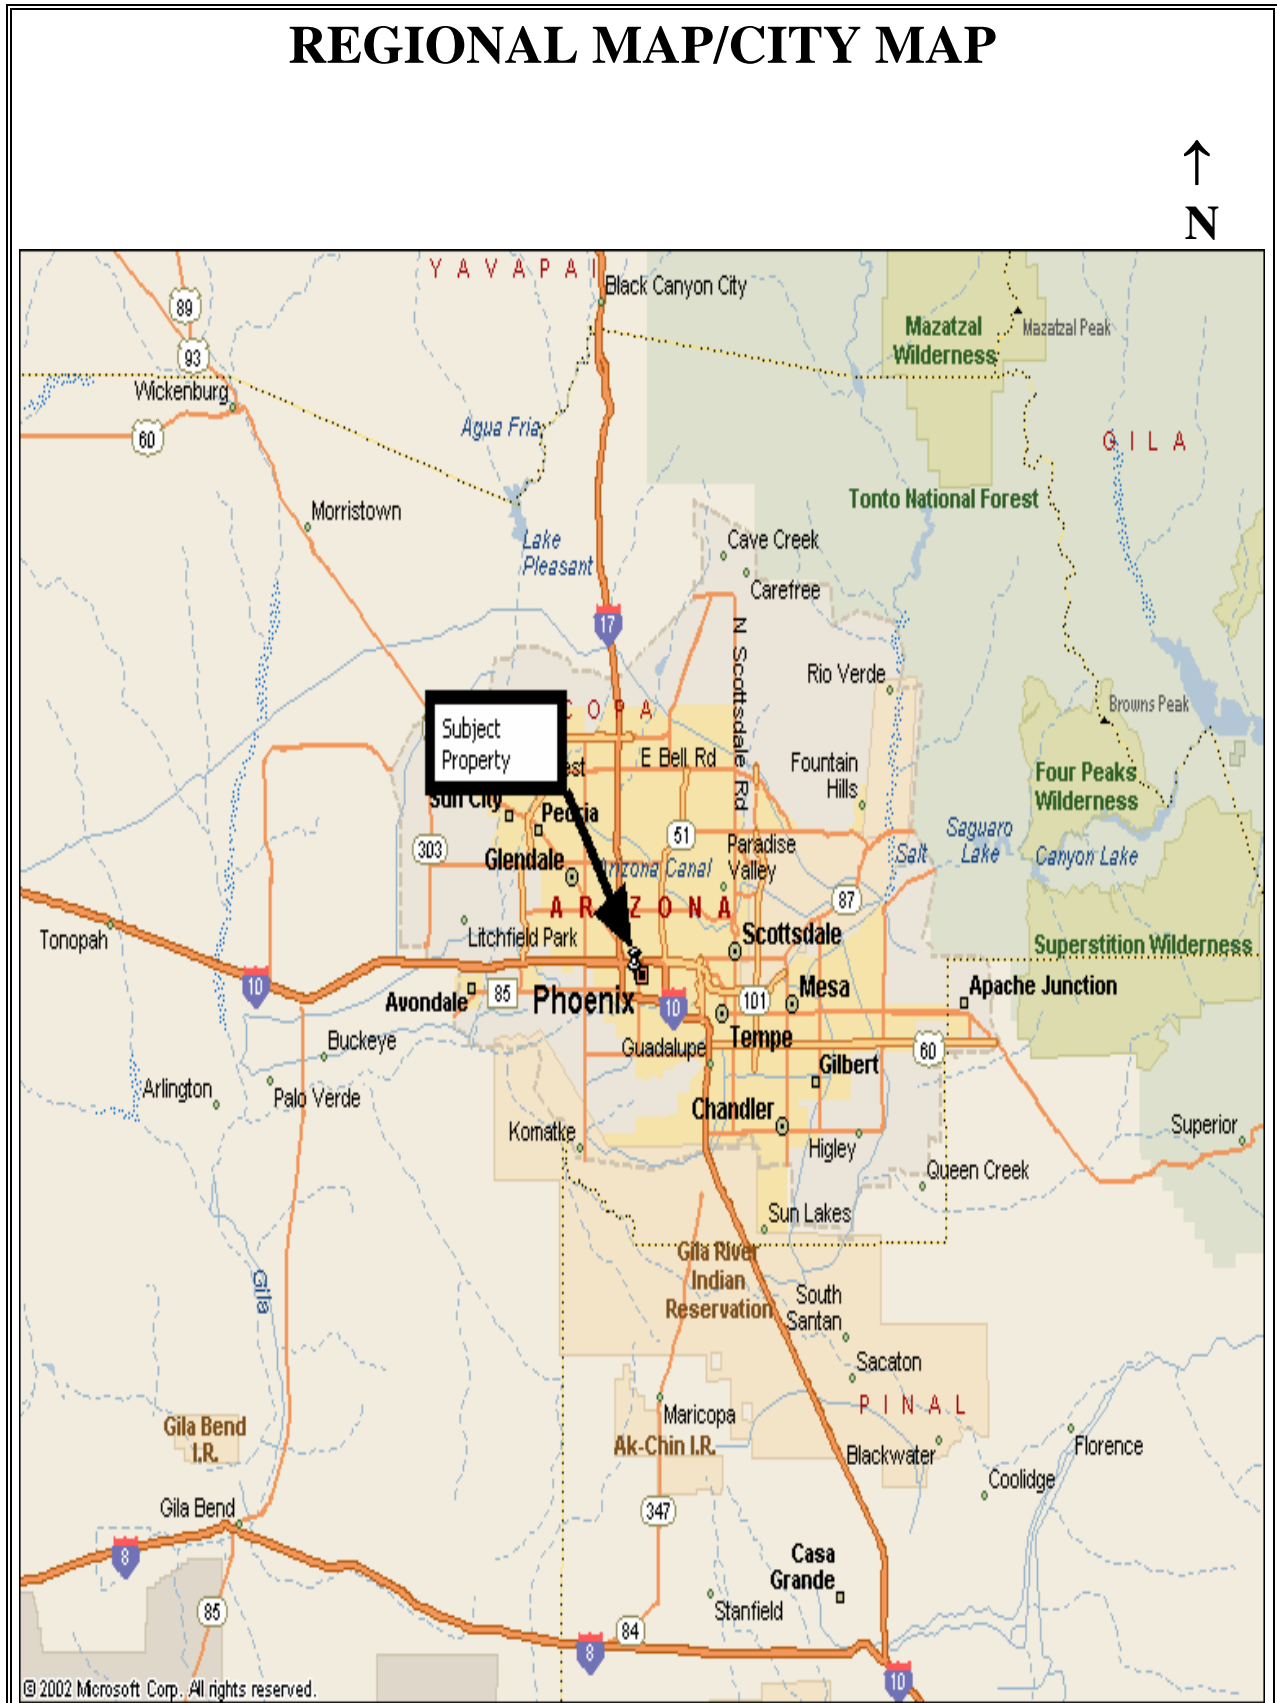 REGIONAL MAP/CITY MAP
↑
N
Y A V A P A I
Black Canyon City
89
93
Mazatzal
Wilderness
Mazatzal Peak
Wickenburg
60
Agua Fria
G I L A
Tonto National Forest
Morristown
Lake
Pleasant
Cave Creek
Carefree
17
N Scottsdale Rd
Rio Verde
C O P A
Browns Peak
Subject
Property
E Bell Rd
Fountain
Hills
Four Peaks
Wilderness
Sun City
Peoria
51
303
Glendale
Arizona Canal
Paradise
Valley
Salt
Saguaro
Lake
Canyon Lake
87
A R I Z O N A
Tonopah
Litchfield Park
Scottsdale
Superstition Wilderness
10
Avondale
85
Phoenix
10
101
Mesa
Apache Junction
Tempe
Buckeye
Guadalupe
60
Gilbert
Arlington
Palo Verde
Chandler
Komatke
Higley
Superior
Queen Creek
Sun Lakes
Gila River
Indian
Reservation
Gila
South
Santan
Sacaton
P I N A L
Maricopa
Gila Bend
I.R.
Ak-Chin I.R.
Blackwater
Florence
Coolidge
Gila Bend
347
8
Casa
Grande
85
Stanfield
84
8
10
© 2002 Microsoft Corp. All rights reserved.